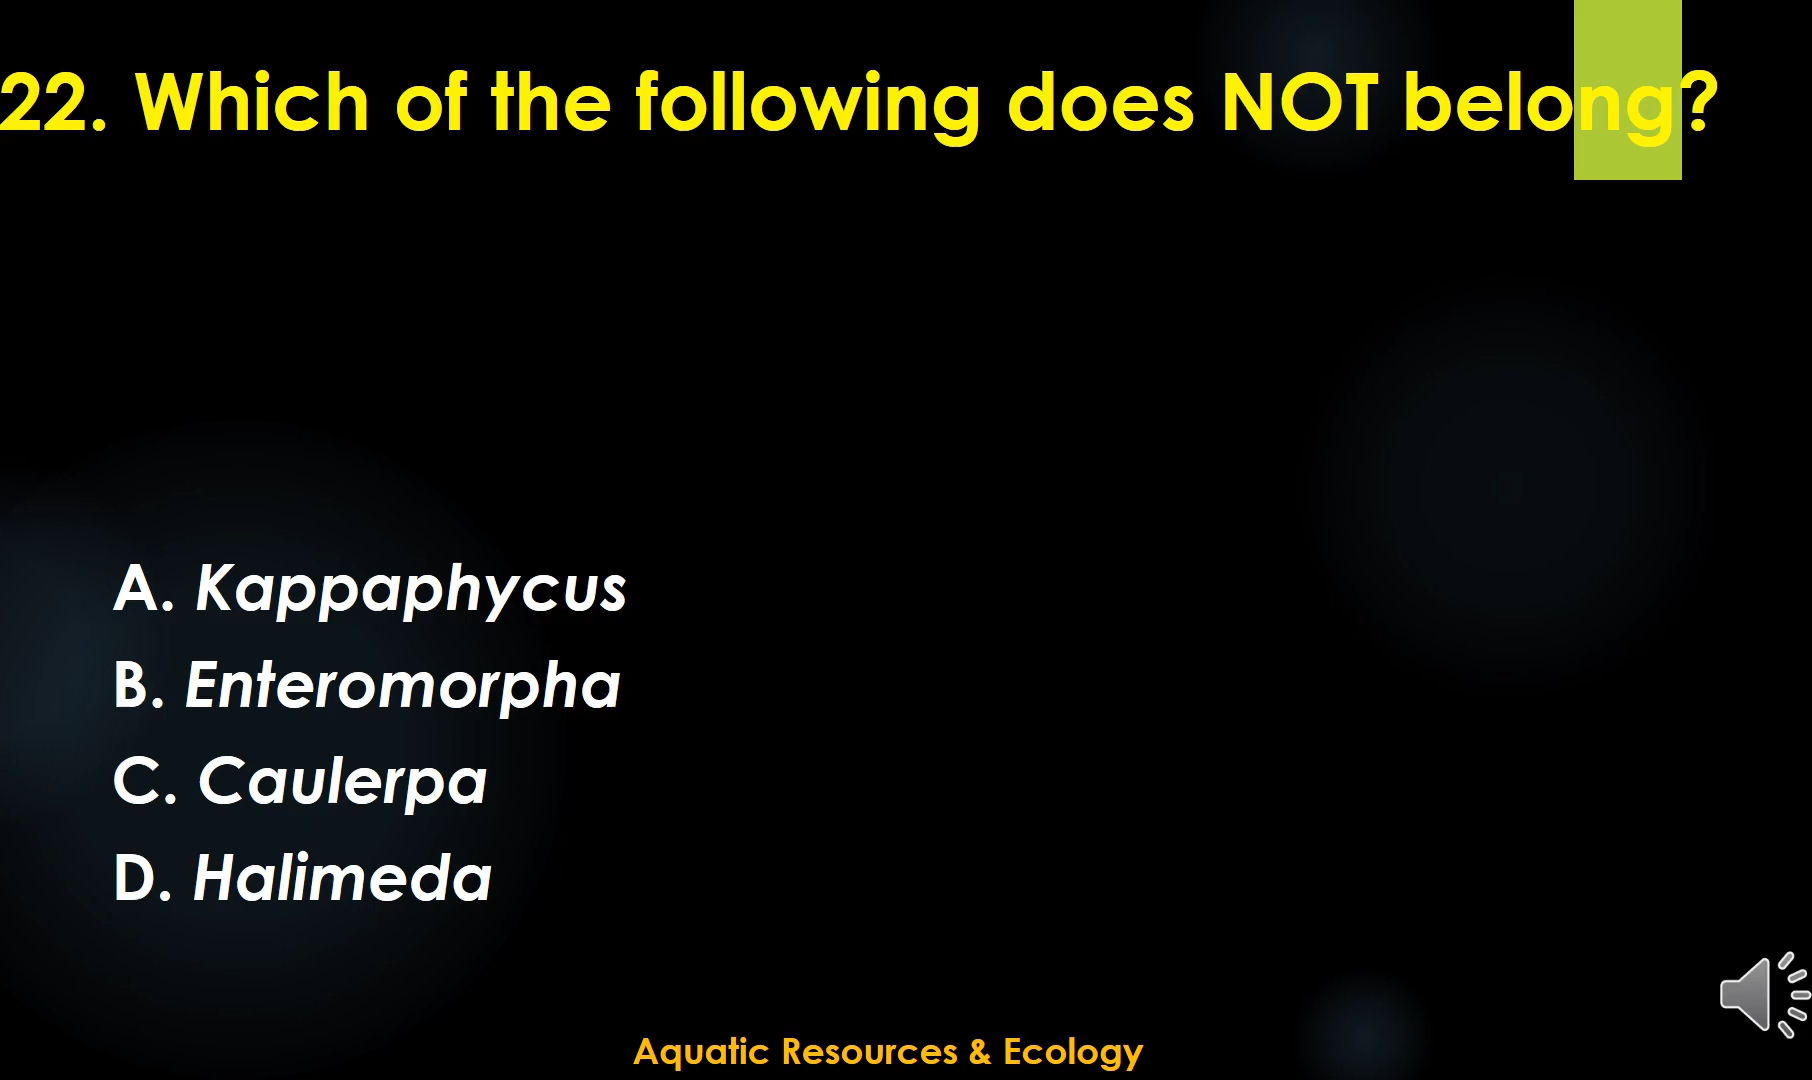 22. Which of the following does NOT belong?
A. Kappaphycus
B. Enteromorpha
C. Caulerpa
D. Halimeda
Aquatic Resources & Ecology